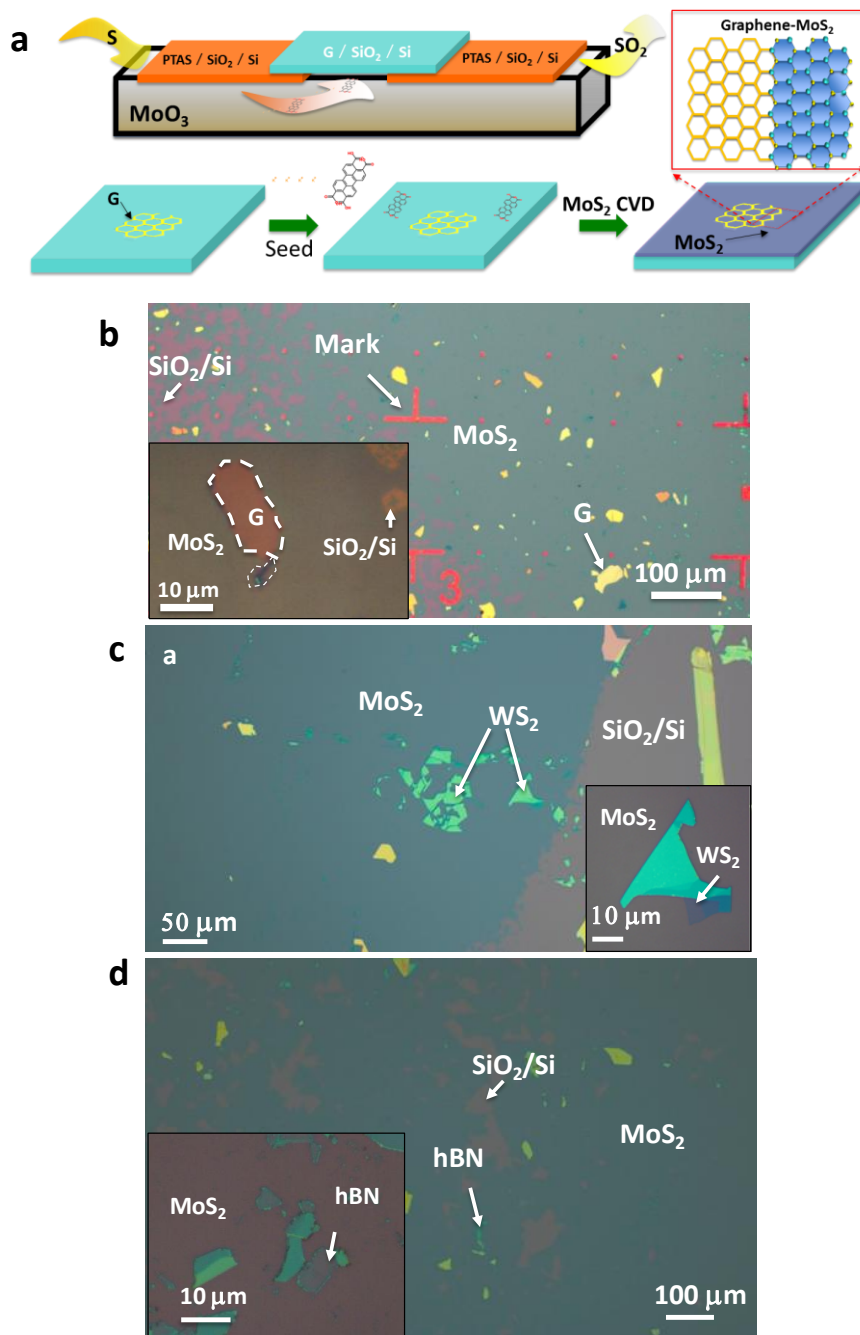 a
S
PTAS / SiO₂ / Si
G / SiO₂ / Si
PTAS / SiO₂ / Si
SO₂
MoO₃
Graphene-MoS₂
G
Seed
MoS₂ CVD
MoS₂
b
SiO₂/Si
Mark
MoS₂
G
100 µm
3
G
MoS₂
SiO₂/Si
10 µm
c
a
MoS₂
WS₂
SiO₂/Si
50 µm
MoS₂
WS₂
10 µm
d
SiO₂/Si
MoS₂
hBN
100 µm
MoS₂
hBN
10 µm